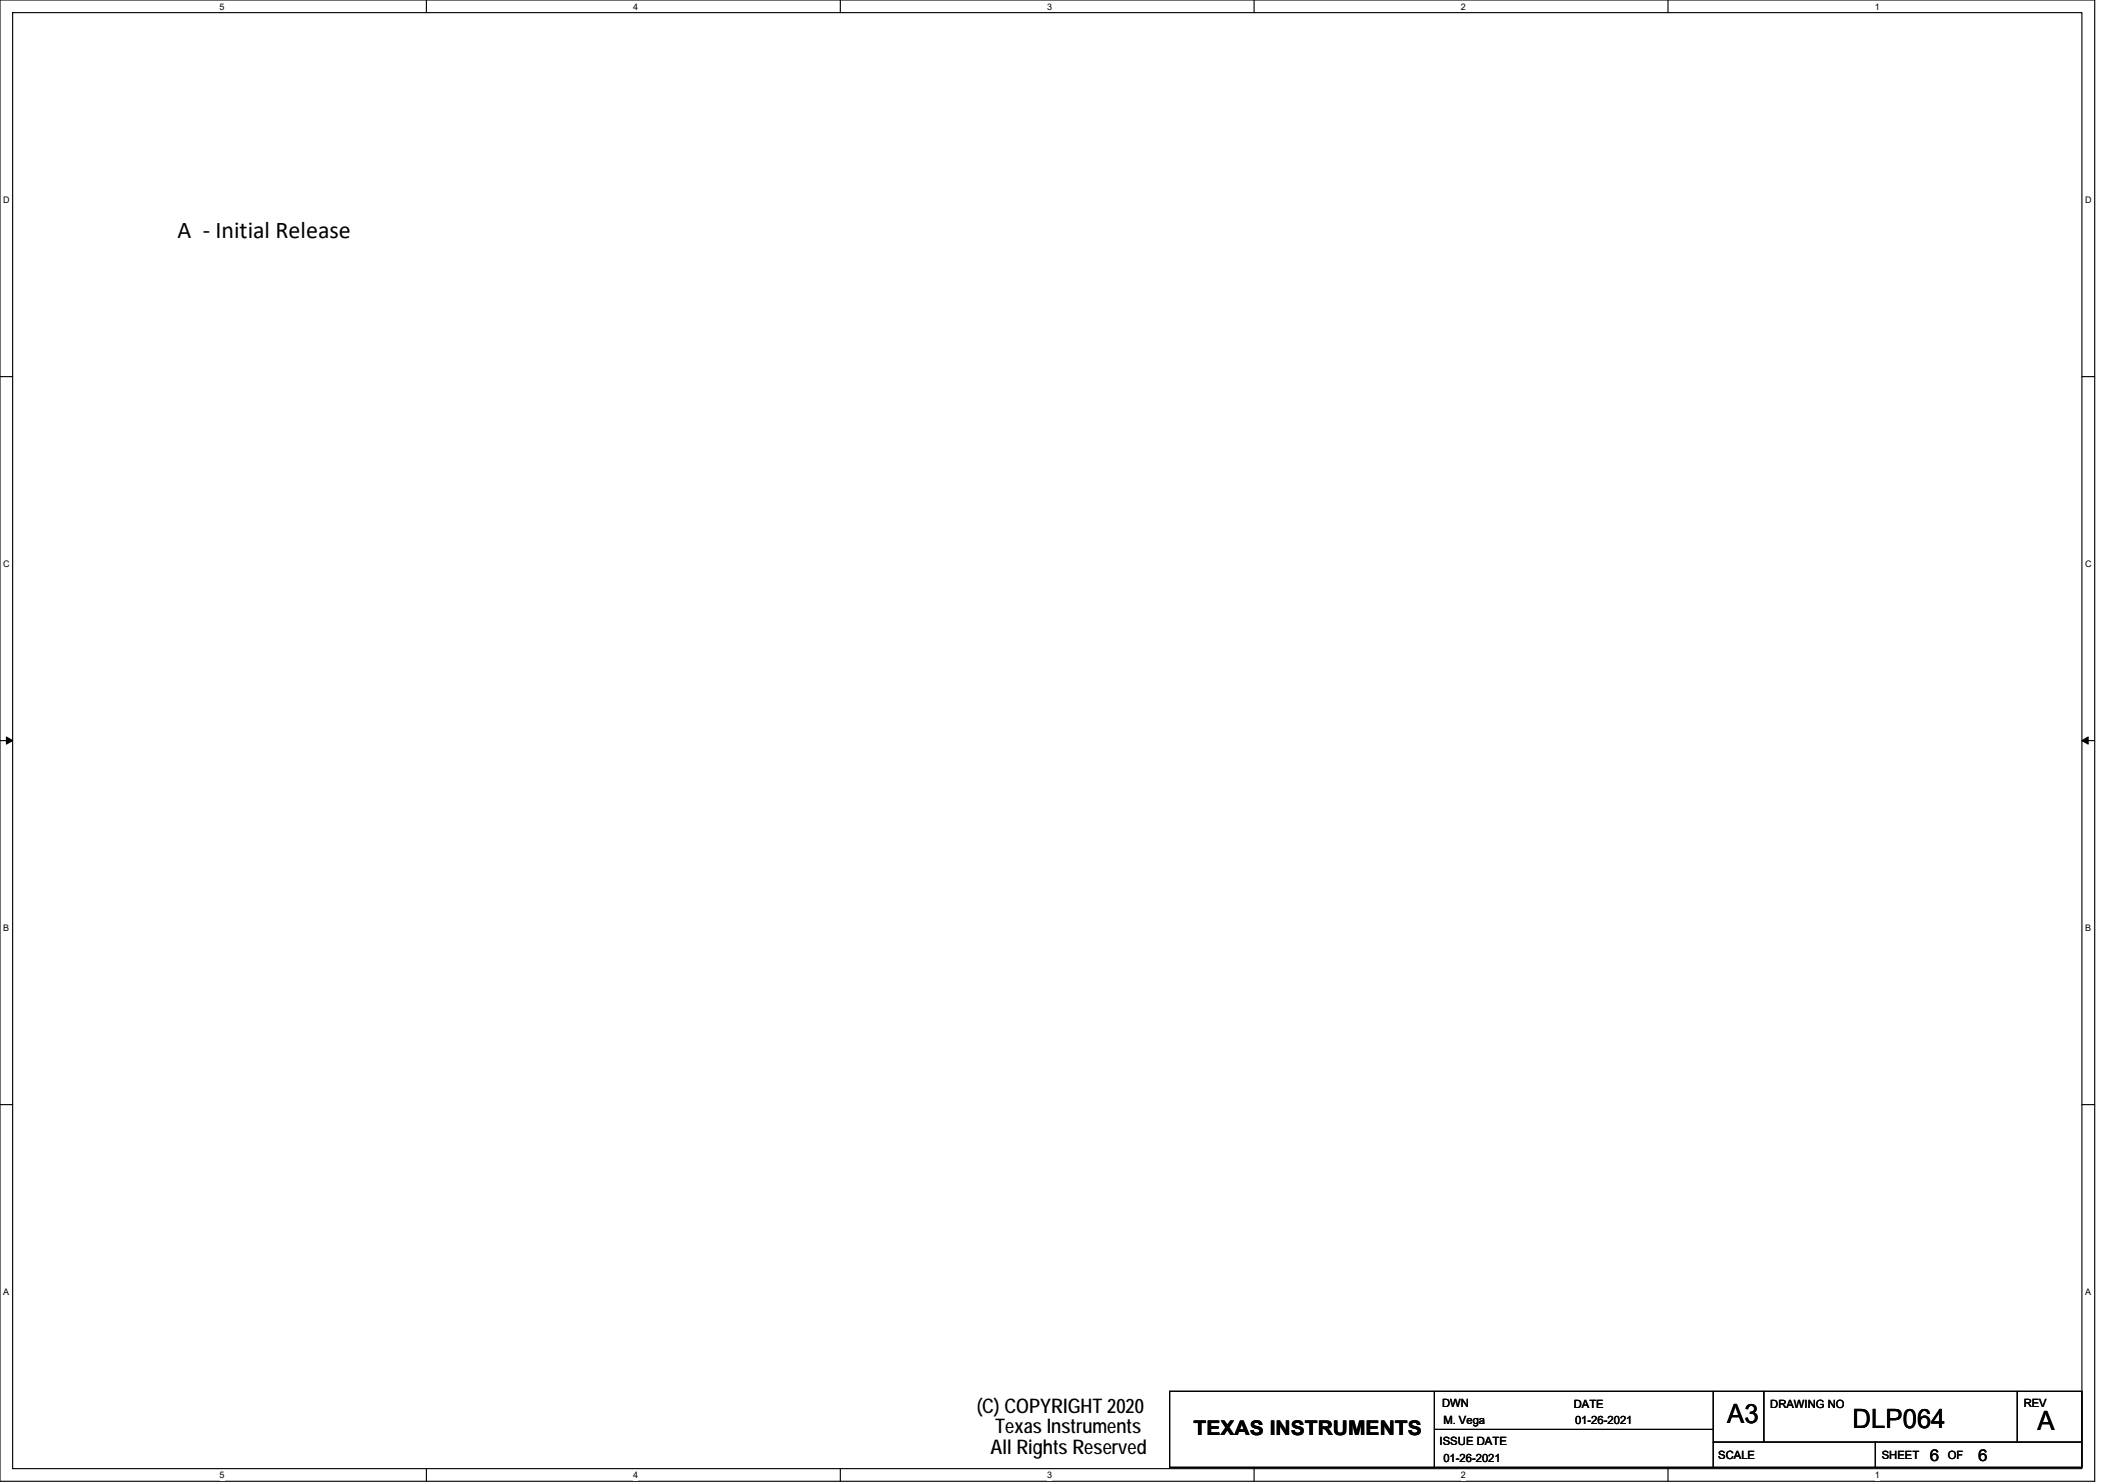 5 4 3 2 1
D D
A - Initial Release
C C
B B
A A
(C) COPYRIGHT 2020
Texas Instruments
All Rights Reserved
TEXAS INSTRUMENTS
DWN DATE
M. Vega 01-26-2021
ISSUE DATE
01-26-2021
A3
DRAWING NO
DLP064
REV
A
SCALE
SHEET 6 OF 6
5 4 3 2 1